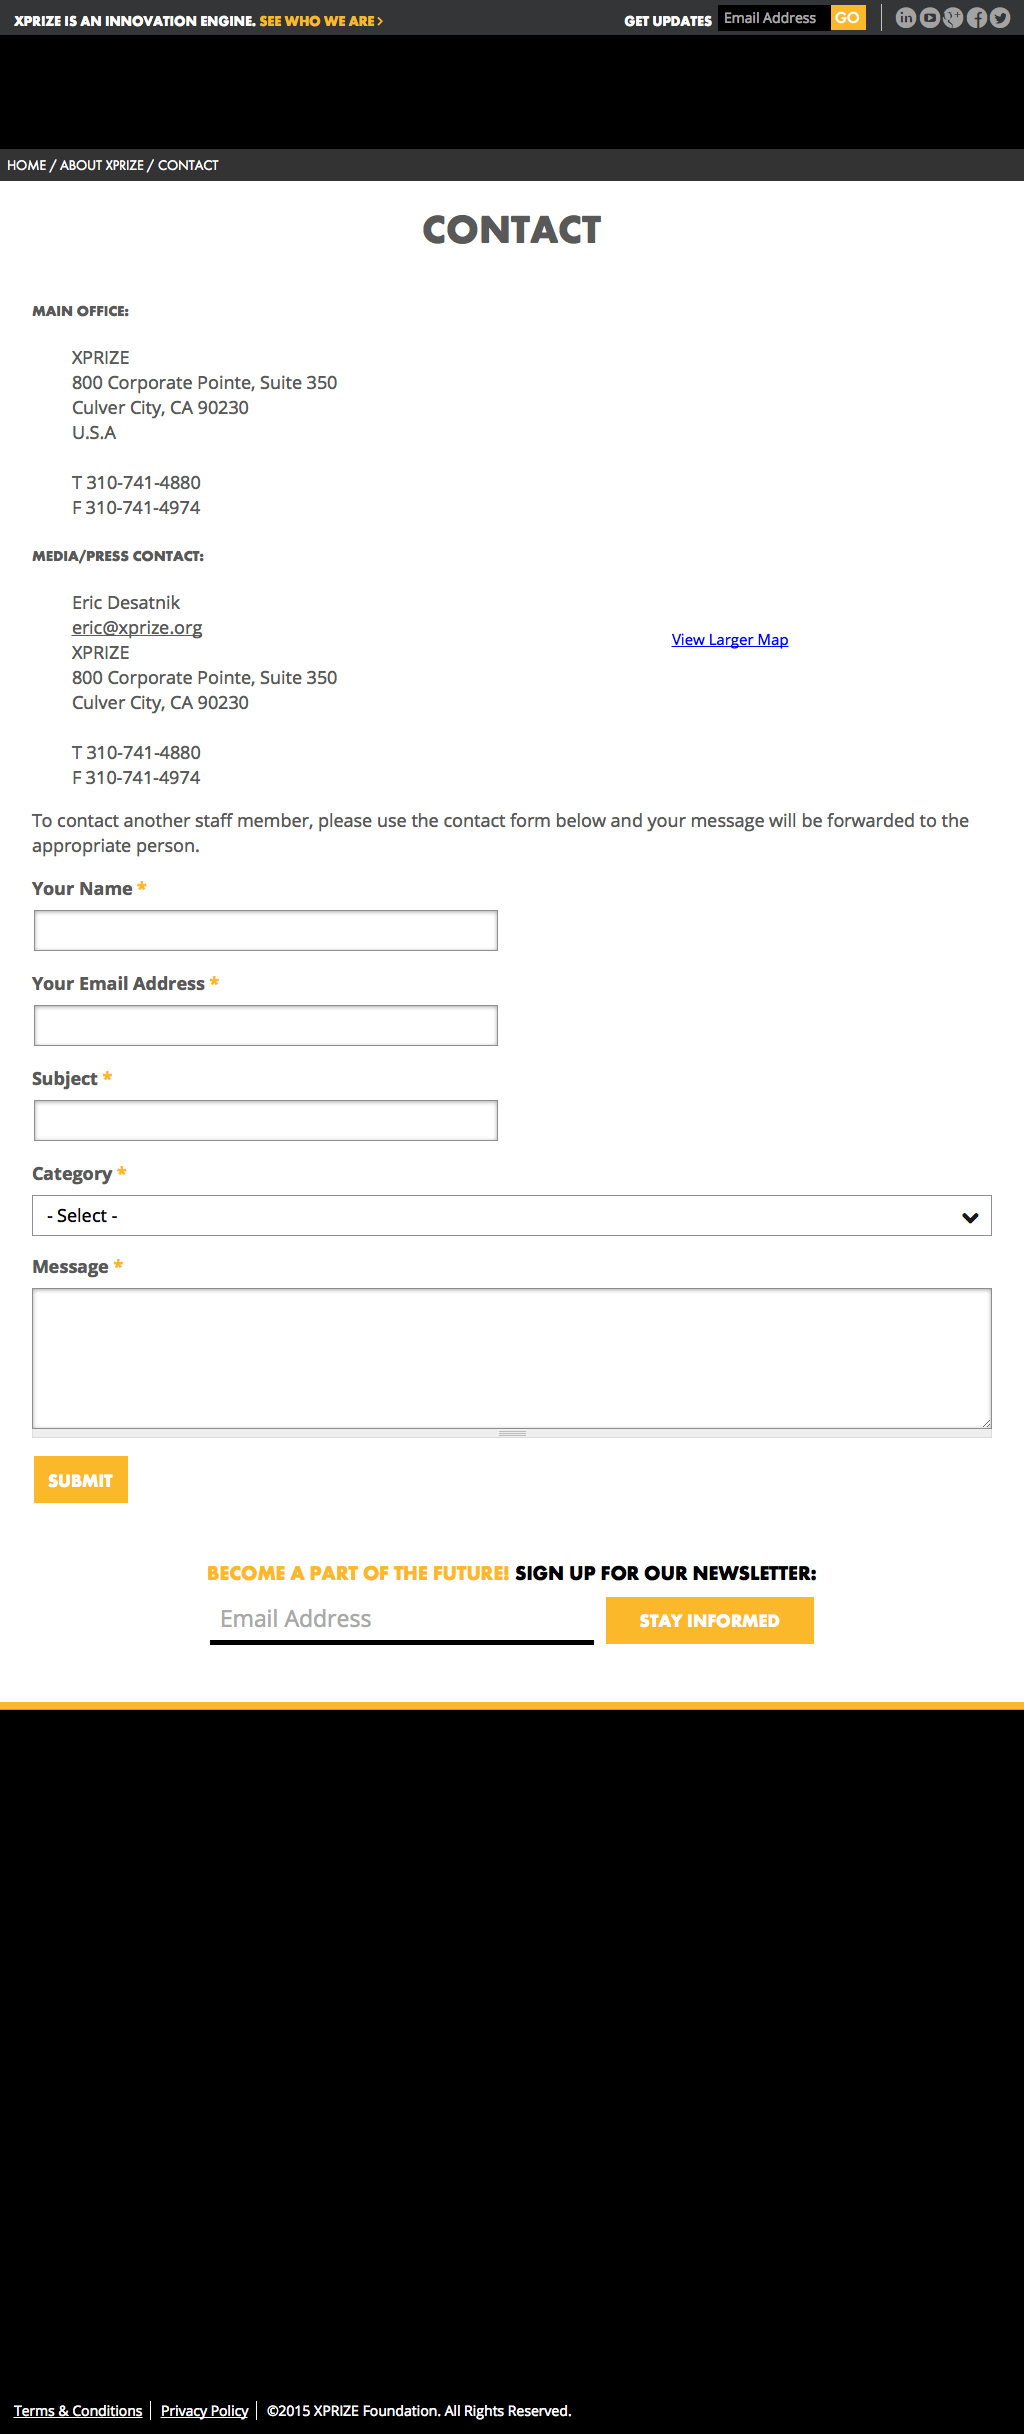 XPRIZE IS AN INNOVATION ENGINE. SEE WHO WE ARE >
GET UPDATES Email Address GO
HOME / ABOUT XPRIZE / CONTACT
CONTACT
MAIN OFFICE:
XPRIZE
800 Corporate Pointe, Suite 350
Culver City, CA 90230
U.S.A
T 310-741-4880
F 310-741-4974
MEDIA/PRESS CONTACT:
Eric Desatnik
eric@xprize.org
XPRIZE
800 Corporate Pointe, Suite 350
Culver City, CA 90230
T 310-741-4880
F 310-741-4974
View Larger Map
To contact another staff member, please use the contact form below and your message will be forwarded to the
appropriate person.
Your Name *
Your Email Address *
Subject *
Category *
- Select -
Message *
SUBMIT
BECOME A PART OF THE FUTURE! SIGN UP FOR OUR NEWSLETTER:
Email Address
STAY INFORMED
Terms & Conditions | Privacy Policy | ©2015 XPRIZE Foundation. All Rights Reserved.